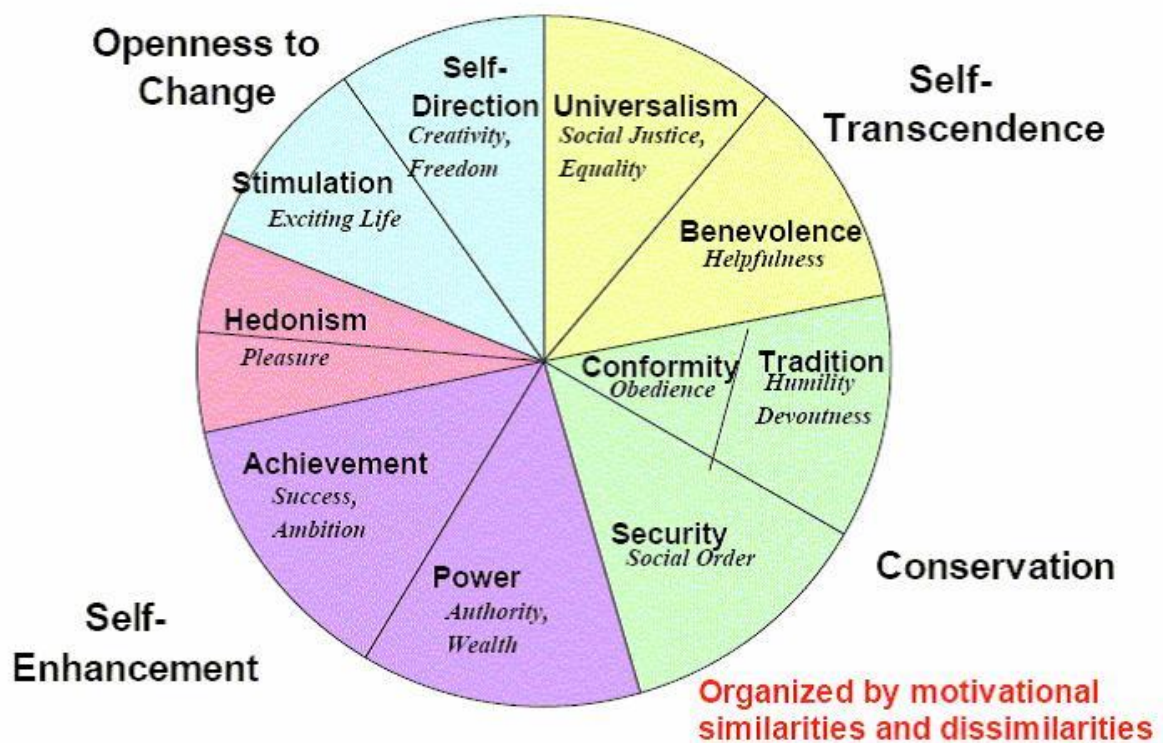 Openness to
Change
Self-
Direction
Creativity,
Freedom
Universalism
Social Justice,
Equality
Self-
Transcendence
Stimulation
Exciting Life
Benevolence
Helpfulness
Hedonism
Pleasure
Conformity
Obedience
Tradition
Humility
Devoutness
Achievement
Success,
Ambition
Security
Social Order
Power
Authority,
Wealth
Conservation
Self-
Enhancement
Organized by motivational
similarities and dissimilarities